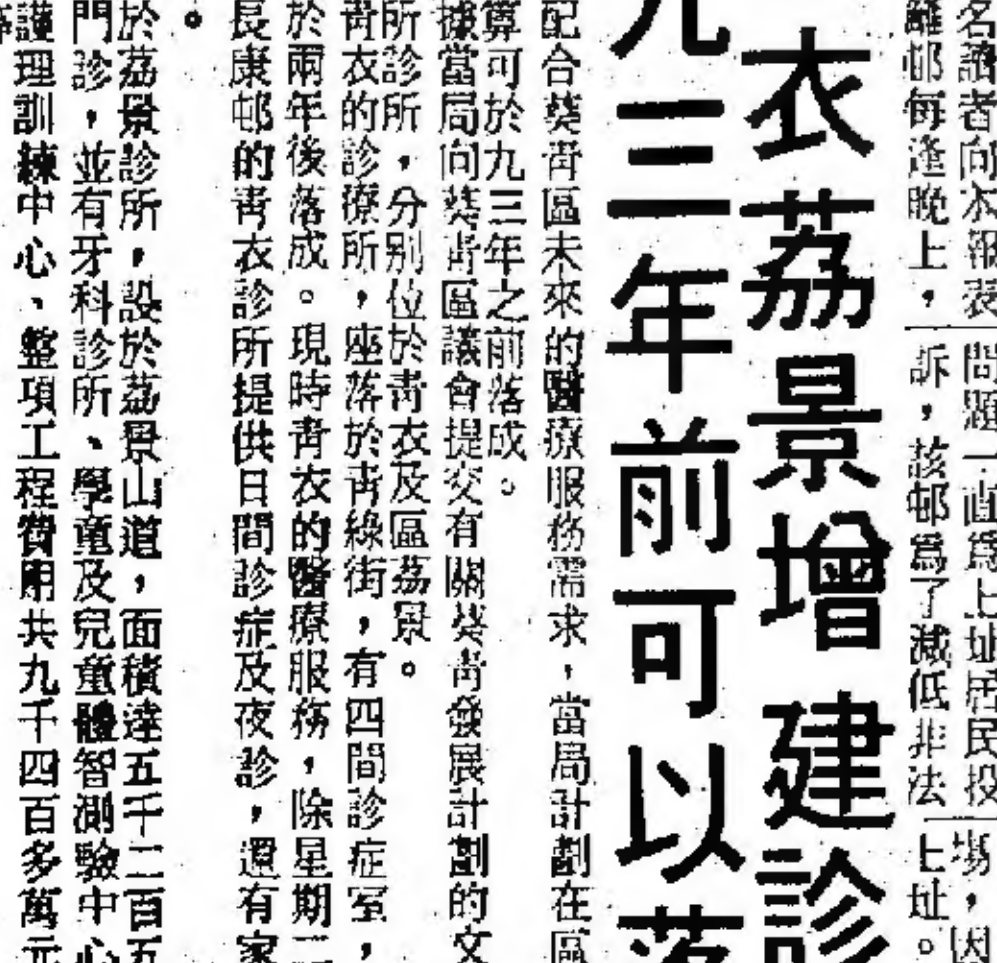 名讀者向本報表
離邨每逢晚上，
問題一直為上址居民投
訴，該邨為了減低非法
場，因
上址。
衣荔景增建診
九三年前可以落
配合葵青區未來的醫療服務需求，當局計劃在區
算可於九三年之前落成。
據當局向葵青區議會提交有關葵青發展計劃的文
所診所，分別位於青衣及區荔景。
青衣的診療所，座落於青綠街，有四間診症室，
於兩年後落成。現時青衣的醫療服務，除星期二
長康邨的青衣診所提供日間診症及夜診，還有家
。
於荔景診所，設於荔景山道，面積達五千二百五
門診，並有牙科診所、學童及兒童體智測驗中心
護理訓練中心、整項工程費用共九千四百多萬元